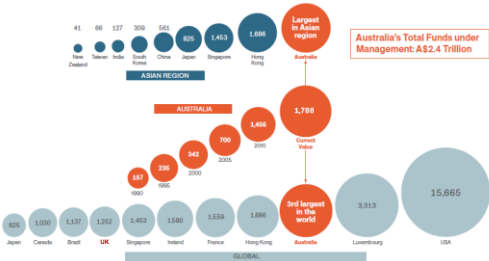 41
66
127
309
561
825
1,453
1,686
Largest
in Asian
region
New
Zealand
Taiwan
India
South
Korea
China
Japan
Singapore
Hong
Kong
Australia
ASIAN REGION
Australia's Total Funds under
Management: A$2.4 Trillion
AUSTRALIA
167
1990
235
1995
342
2000
700
2005
1,466
2010
1,788
Current
Value
825
1,030
1,137
1,252
1,453
1,580
1,559
1,686
3rd largest
in the
world
3,313
15,665
Japan
Canada
Brazil
UK
Singapore
Ireland
France
Hong Kong
Australia
Luxembourg
USA
GLOBAL